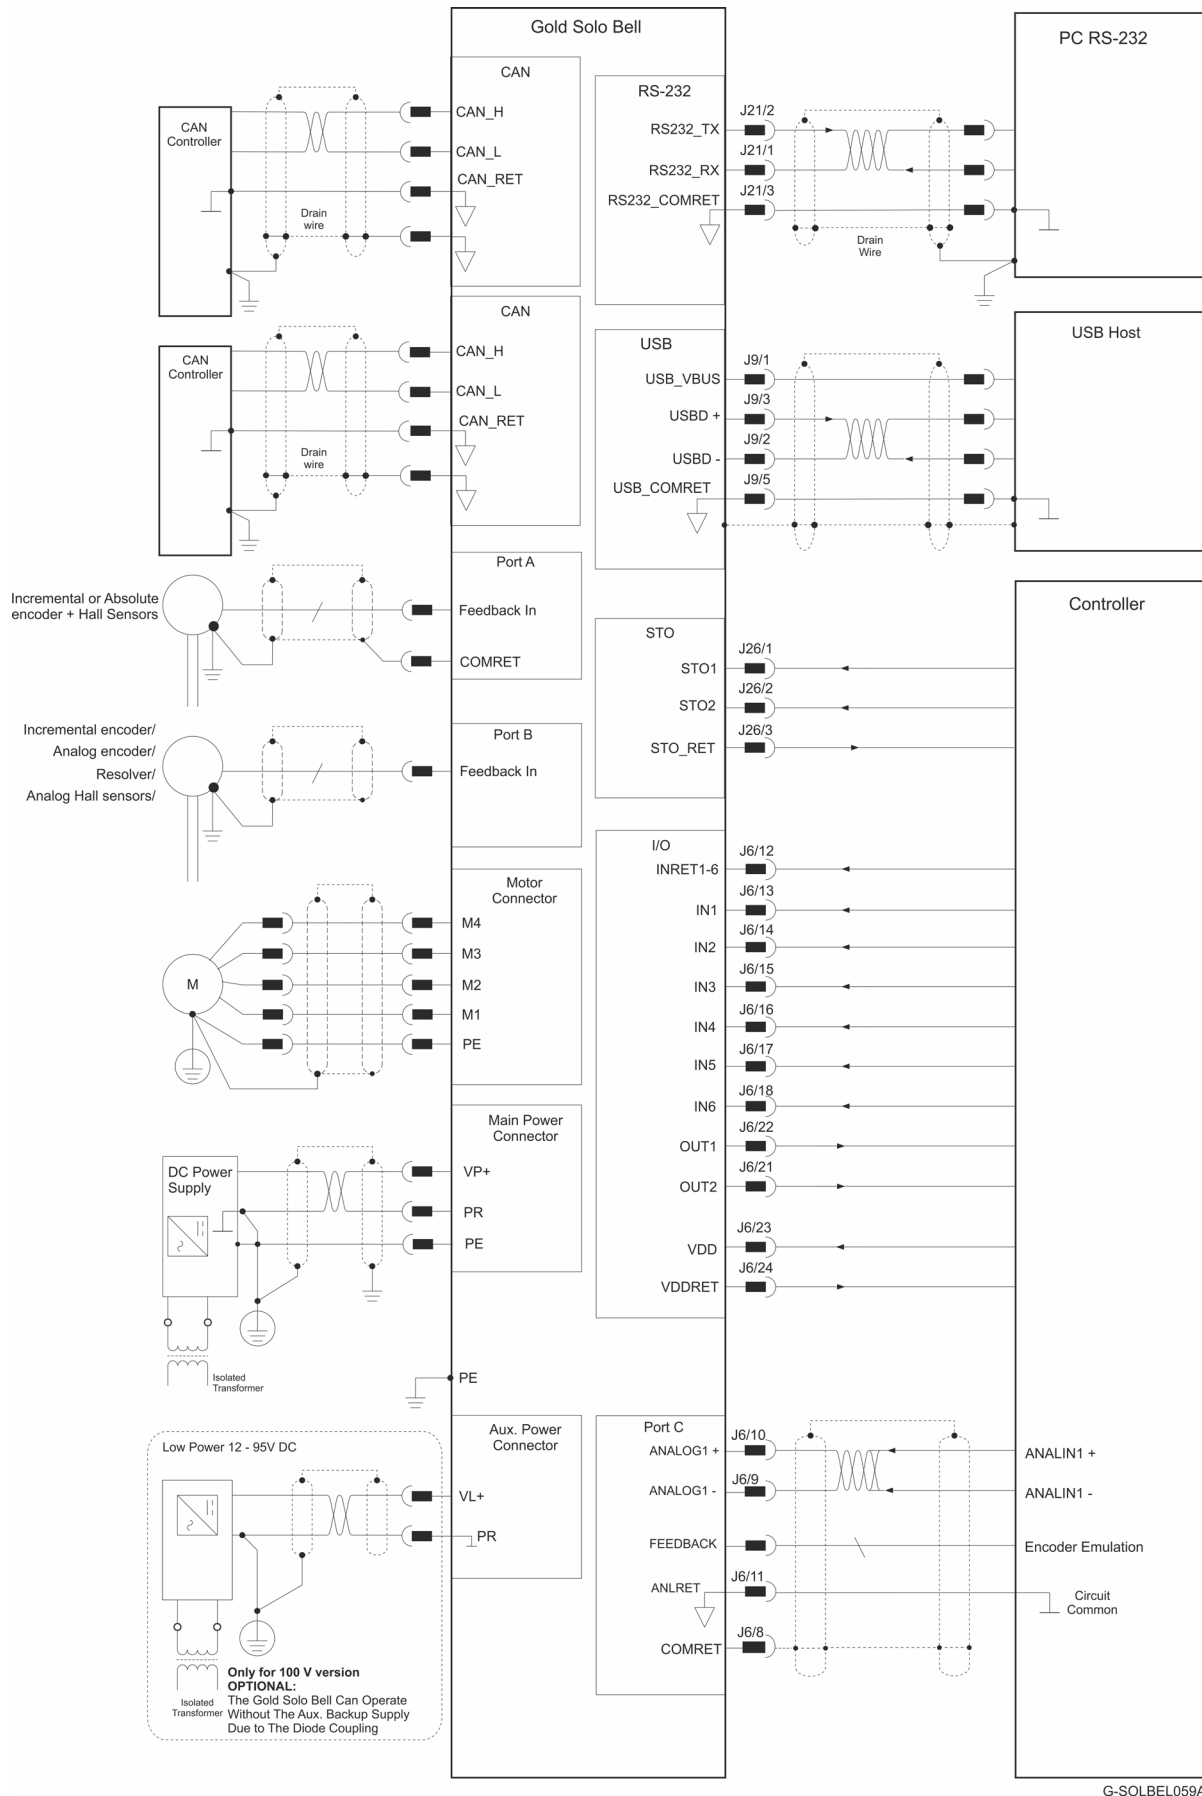 Gold Solo Bell
PC RS-232
CAN
CAN
Controller
CAN_H
CAN_L
CAN_RET
Drain
wire
RS-232
J21/2
RS232_TX
J21/1
RS232_RX
J21/3
RS232_COMRET
Drain
Wire
CAN
CAN
Controller
CAN_H
CAN_L
CAN_RET
Drain
wire
USB
USB Host
J9/1
USB_VBUS
J9/3
USBD +
J9/2
USBD -
J9/5
USB_COMRET
Port A
Incremental or Absolute
encoder + Hall Sensors
Feedback In
COMRET
Controller
STO
J26/1
STO1
J26/2
STO2
J26/3
STO_RET
Port B
Incremental encoder/
Analog encoder/
Resolver/
Analog Hall sensors/
Feedback In
I/O
J6/12
INRET1-6
J6/13
IN1
J6/14
IN2
J6/15
IN3
J6/16
IN4
J6/17
IN5
J6/18
IN6
J6/22
OUT1
J6/21
OUT2
J6/23
VDD
J6/24
VDDRET
Motor
Connector
M
M4
M3
M2
M1
PE
Main Power
Connector
DC Power
Supply
VP+
PR
PE
Isolated
Transformer
PE
Aux. Power
Connector
Low Power 12 - 95V DC
VL+
PR
Isolated
Transformer
Only for 100 V version
OPTIONAL:
The Gold Solo Bell Can Operate
Without The Aux. Backup Supply
Due to The Diode Coupling
Port C
J6/10
ANALOG1 +
ANALIN1 +
J6/9
ANALOG1 -
ANALIN1 -
FEEDBACK
Encoder Emulation
J6/11
ANLRET
Circuit
Common
J6/8
COMRET
G-SOLBEL059A